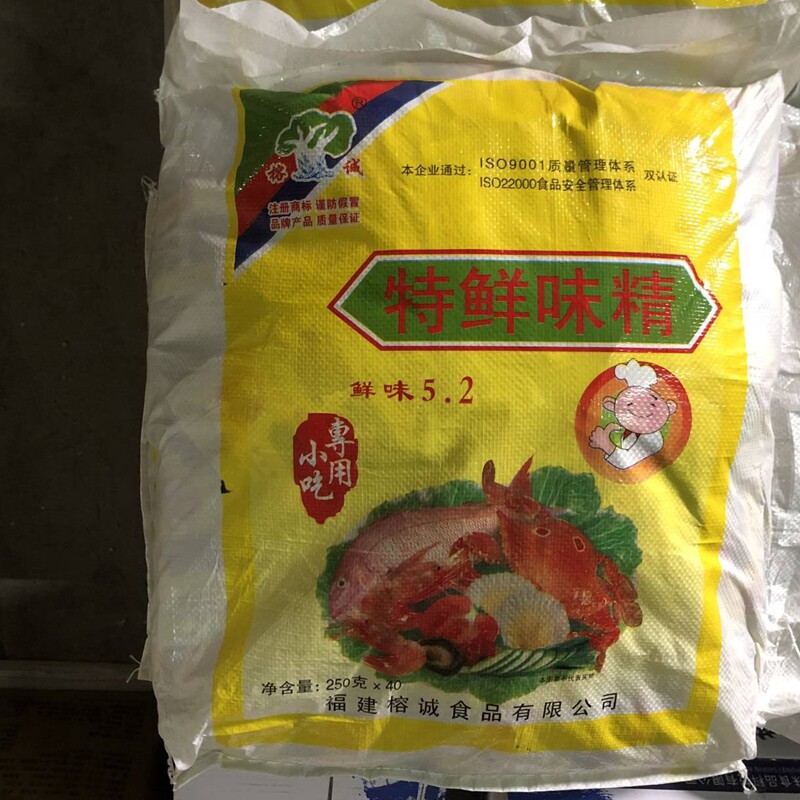 榕 诚 ®
注册商标 谨防假冒
品牌产品 质量保证
本企业通过：
ISO9001质量管理体系
ISO22000食品安全管理体系
双认证
特鲜味精
鲜味5.2
專用
小吃
净含量：250克×40
福建榕诚食品有限公司